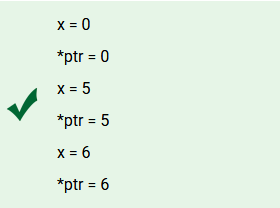 x = 0
*ptr = 0
x = 5
*ptr = 5
x = 6
*ptr = 6